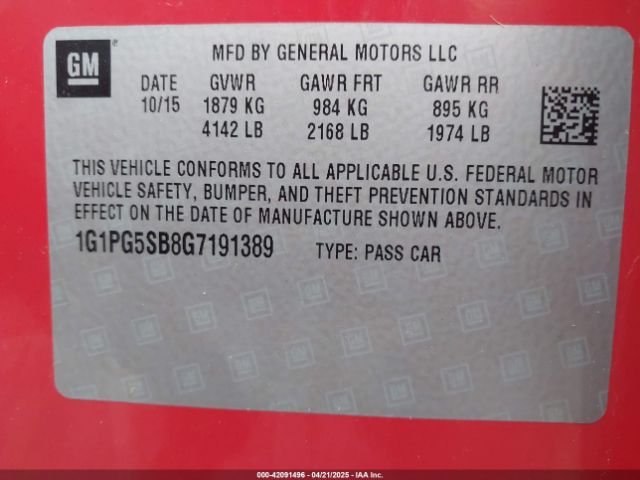 GM
MFD BY GENERAL MOTORS LLC
DATE GVWR GAWR FRT GAWR RR
10/15 1879 KG 984 KG 895 KG
4142 LB 2168 LB 1974 LB
THIS VEHICLE CONFORMS TO ALL APPLICABLE U.S. FEDERAL MOTOR
VEHICLE SAFETY, BUMPER, AND THEFT PREVENTION STANDARDS IN
EFFECT ON THE DATE OF MANUFACTURE SHOWN ABOVE.
1G1PG5SB8G7191389 TYPE: PASS CAR
000-42091496 - 04/21/2025 - IAA Inc.